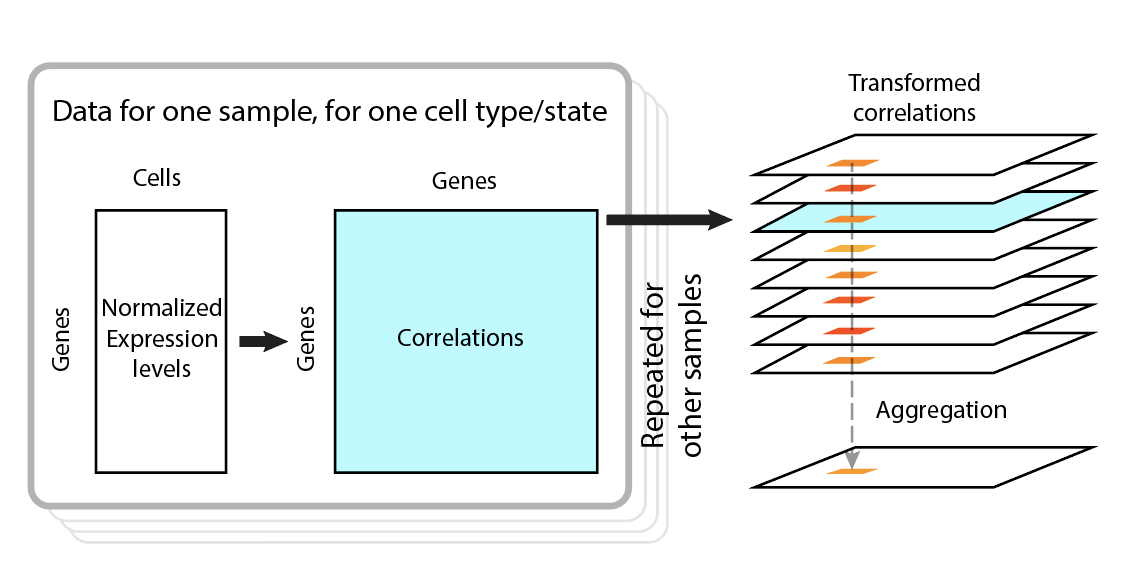 Data for one sample, for one cell type/state
Cells
Genes
Normalized
Expression
levels
Genes
Genes
Correlations
Repeated for
other samples
Transformed
correlations
Aggregation